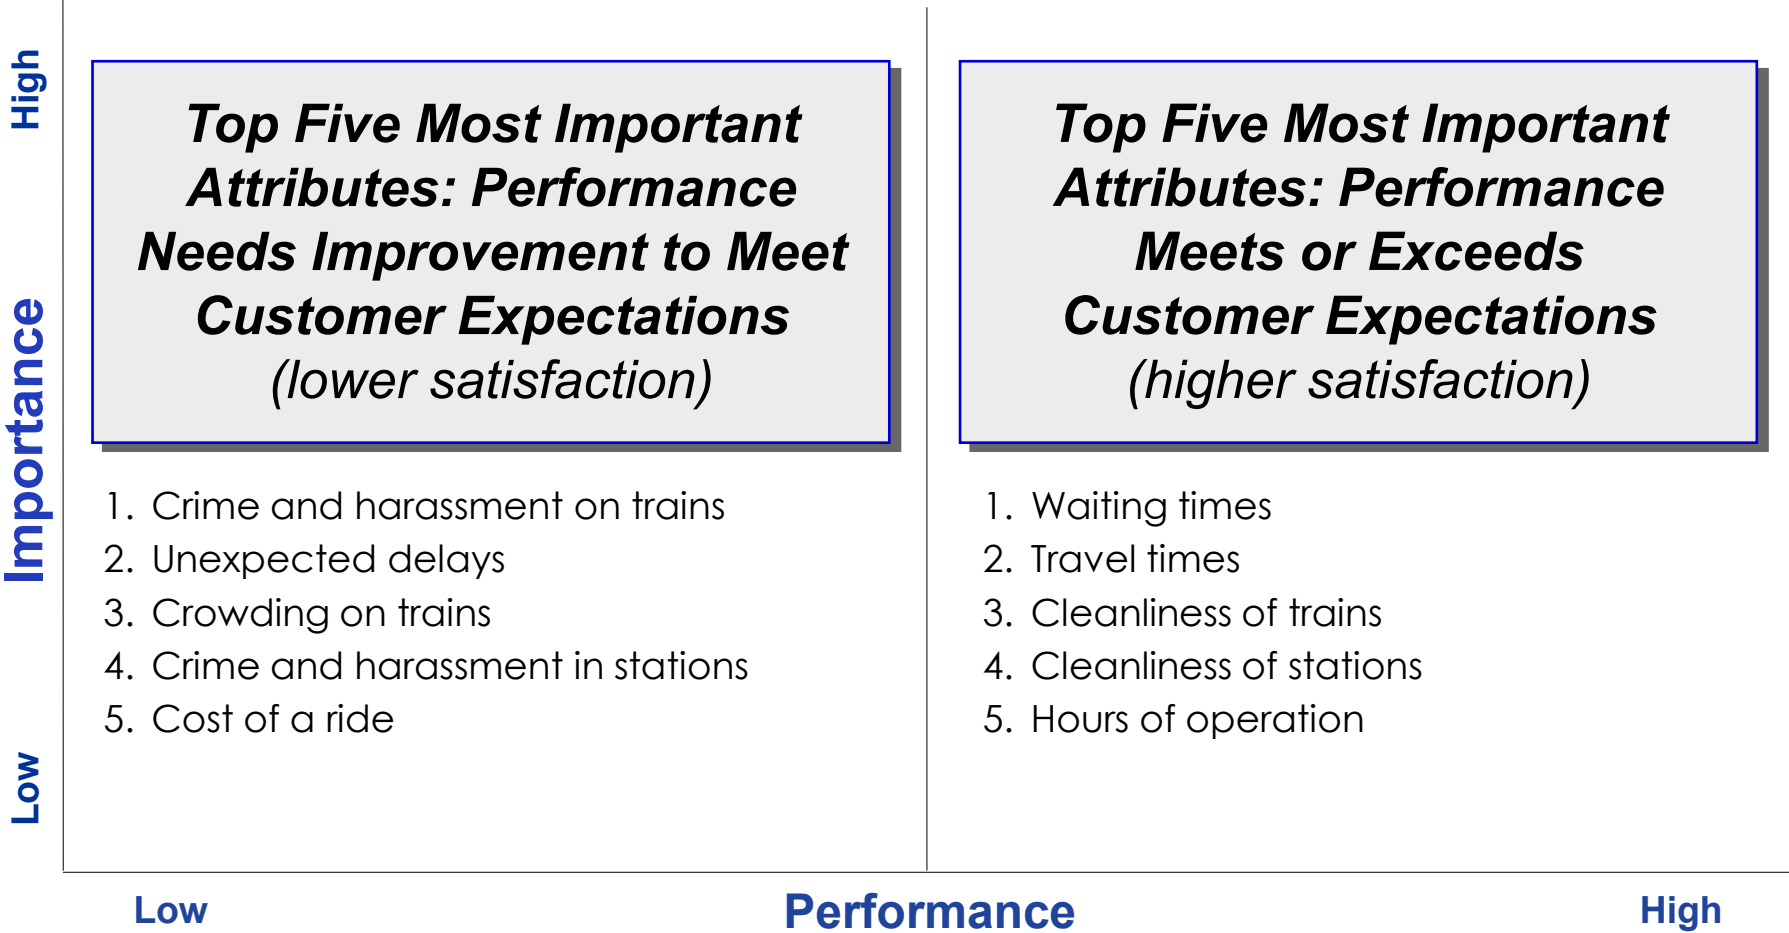 High
Importance
Low
Top Five Most Important
Attributes: Performance
Needs Improvement to Meet
Customer Expectations
(lower satisfaction)
1. Crime and harassment on trains
2. Unexpected delays
3. Crowding on trains
4. Crime and harassment in stations
5. Cost of a ride
Top Five Most Important
Attributes: Performance
Meets or Exceeds
Customer Expectations
(higher satisfaction)
1. Waiting times
2. Travel times
3. Cleanliness of trains
4. Cleanliness of stations
5. Hours of operation
Low
Performance
High